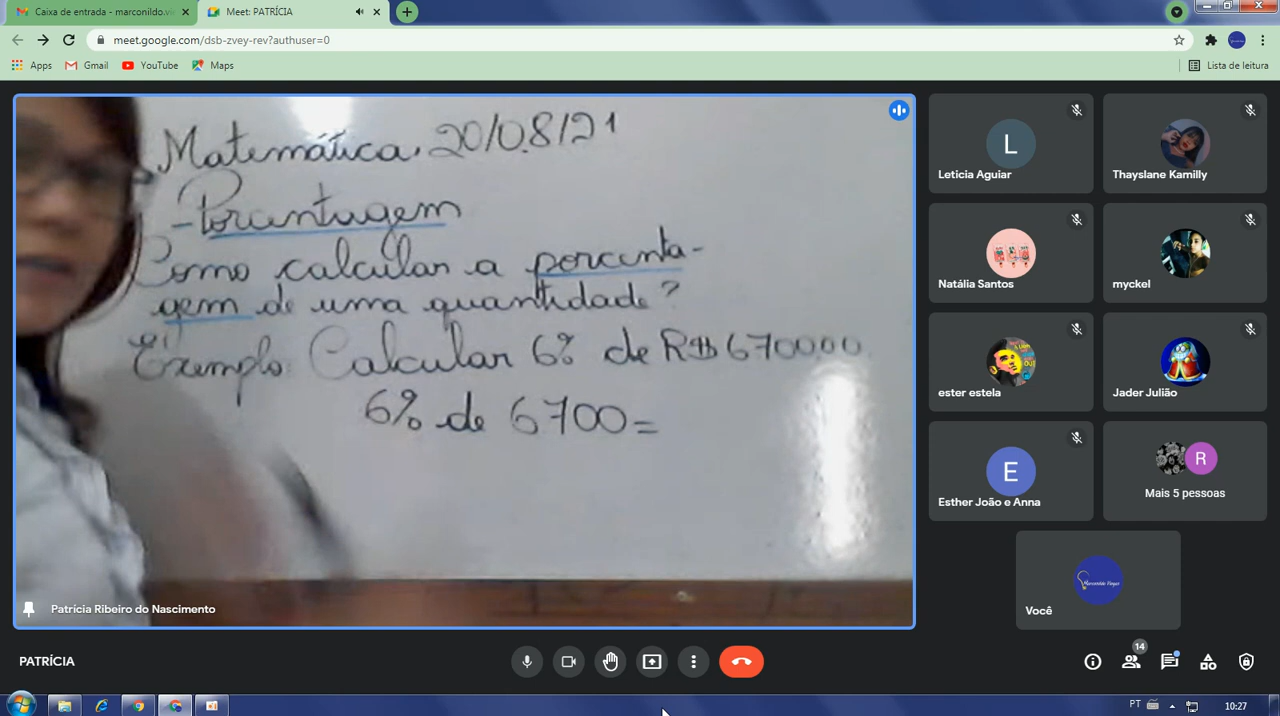 Caixa de entrada - marconildo.vi
Meet: PATRÍCIA
meet.google.com/dsb-zvey-rev?authuser=0
Apps
Gmail
YouTube
Maps
Lista de leitura
Matemática, 20/08/21
-Porcentagem
Como calcular a porcenta-
gem de uma quantidade?
Exemplo: Calcular 6% de R$ 6700,00
6% de 6700=
Patrícia Ribeiro do Nascimento
L
Leticia Aguiar
Thayslane Kamilly
Natália Santos
myckel
ester estela
Jader Julião
E
Esther João e Anna
R
Mais 5 pessoas
Você
PATRÍCIA
14
PT
10:27